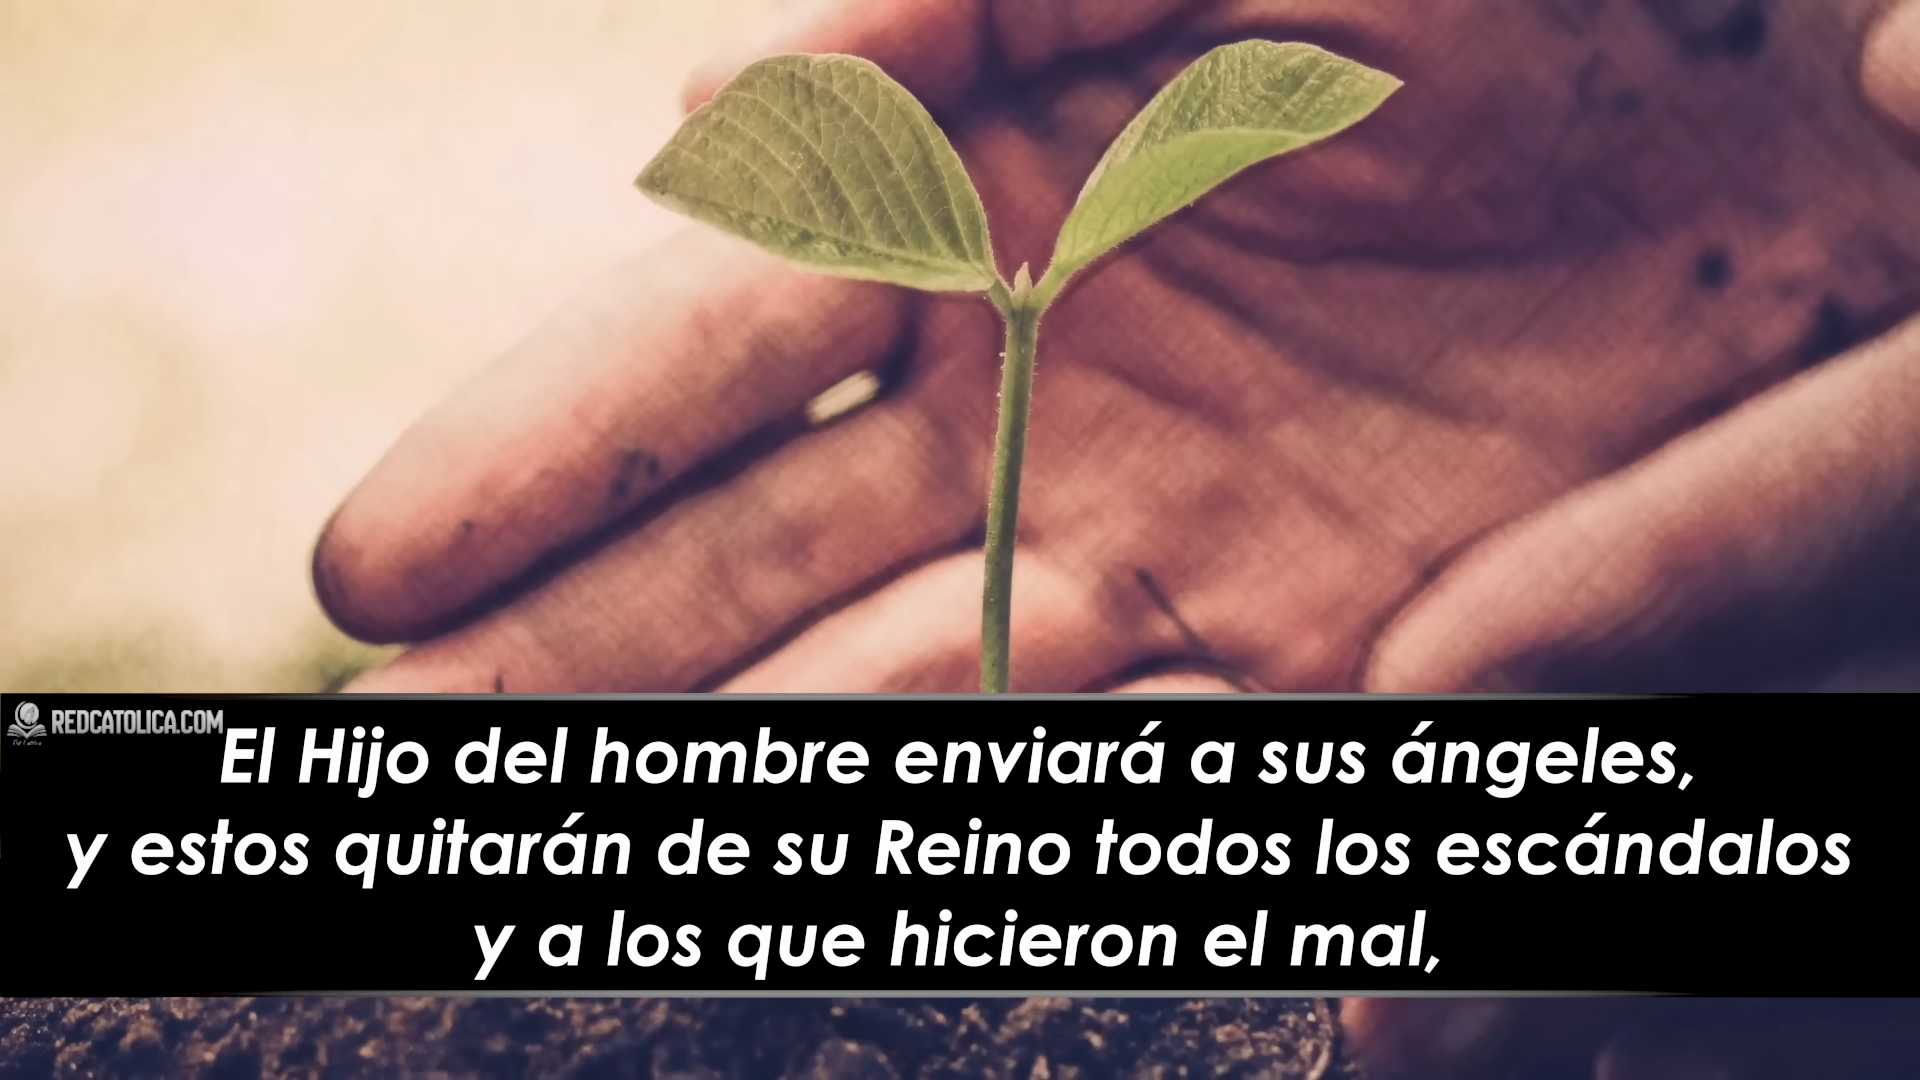 REDCATOLICA.COM
El Hijo del hombre enviará a sus ángeles,
y estos quitarán de su Reino todos los escándalos
y a los que hicieron el mal,